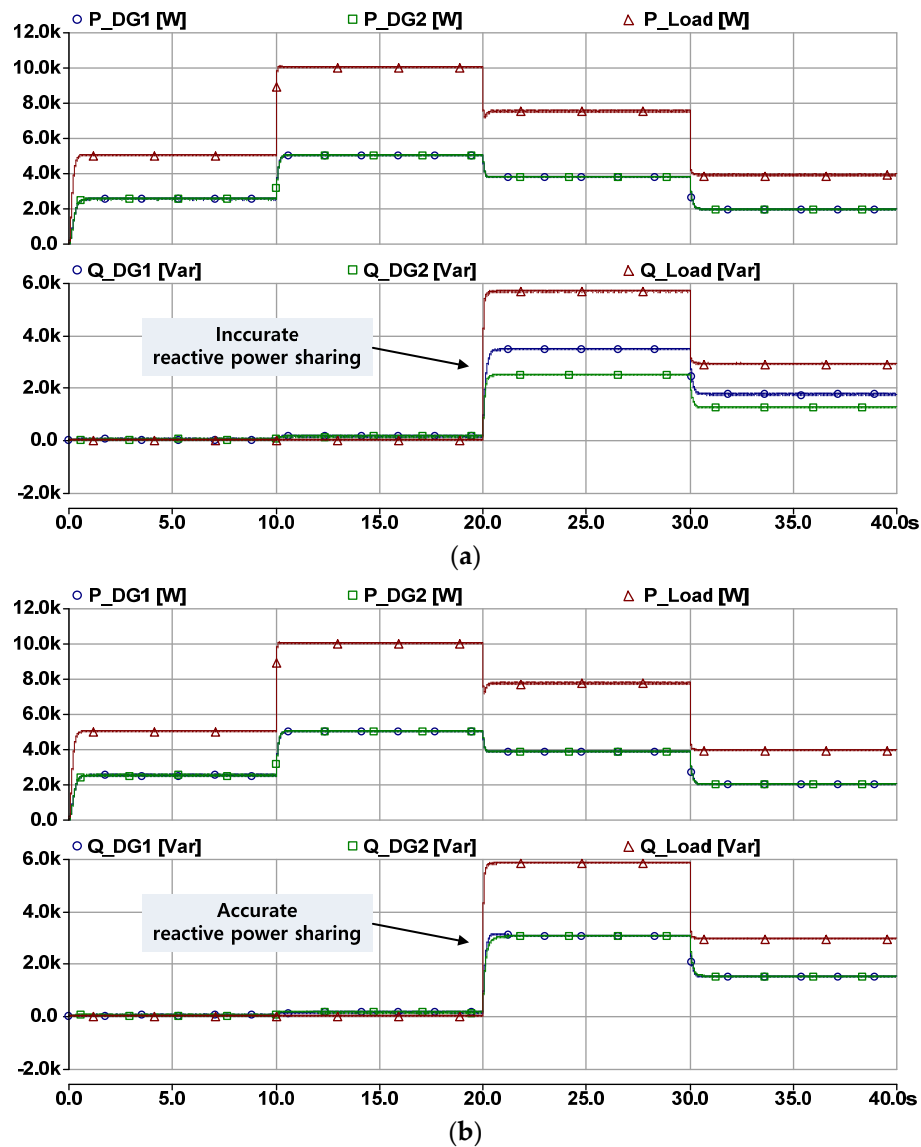 P_DG1 [W] P_DG2 [W] P_Load [W]
12.0k
10.0k
8.0k
6.0k
4.0k
2.0k
0.0
Q_DG1 [Var] Q_DG2 [Var] Q_Load [Var]
6.0k
4.0k
2.0k
0.0
-2.0k
Inccurate
reactive power sharing
0.0 5.0 10.0 15.0 20.0 25.0 30.0 35.0 40.0s
(a)
P_DG1 [W] P_DG2 [W] P_Load [W]
12.0k
10.0k
8.0k
6.0k
4.0k
2.0k
0.0
Q_DG1 [Var] Q_DG2 [Var] Q_Load [Var]
6.0k
4.0k
2.0k
0.0
-2.0k
Accurate
reactive power sharing
0.0 5.0 10.0 15.0 20.0 25.0 30.0 35.0 40.0s
(b)